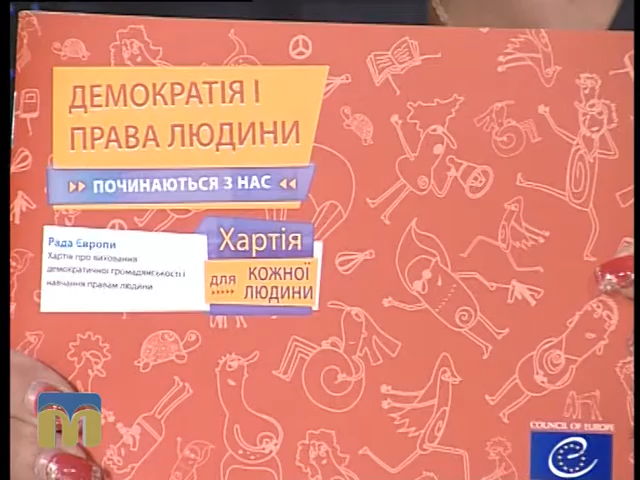 ДЕМОКРАТІЯ І
ПРАВА ЛЮДИНИ
ПОЧИНАЮТЬСЯ З НАС
Хартія
для КОЖНОЇ
ЛЮДИНИ
Рада Європи
Хартія про виховання
демократичної громадянськості і
навчання правам людини
COUNCIL OF EUROPE